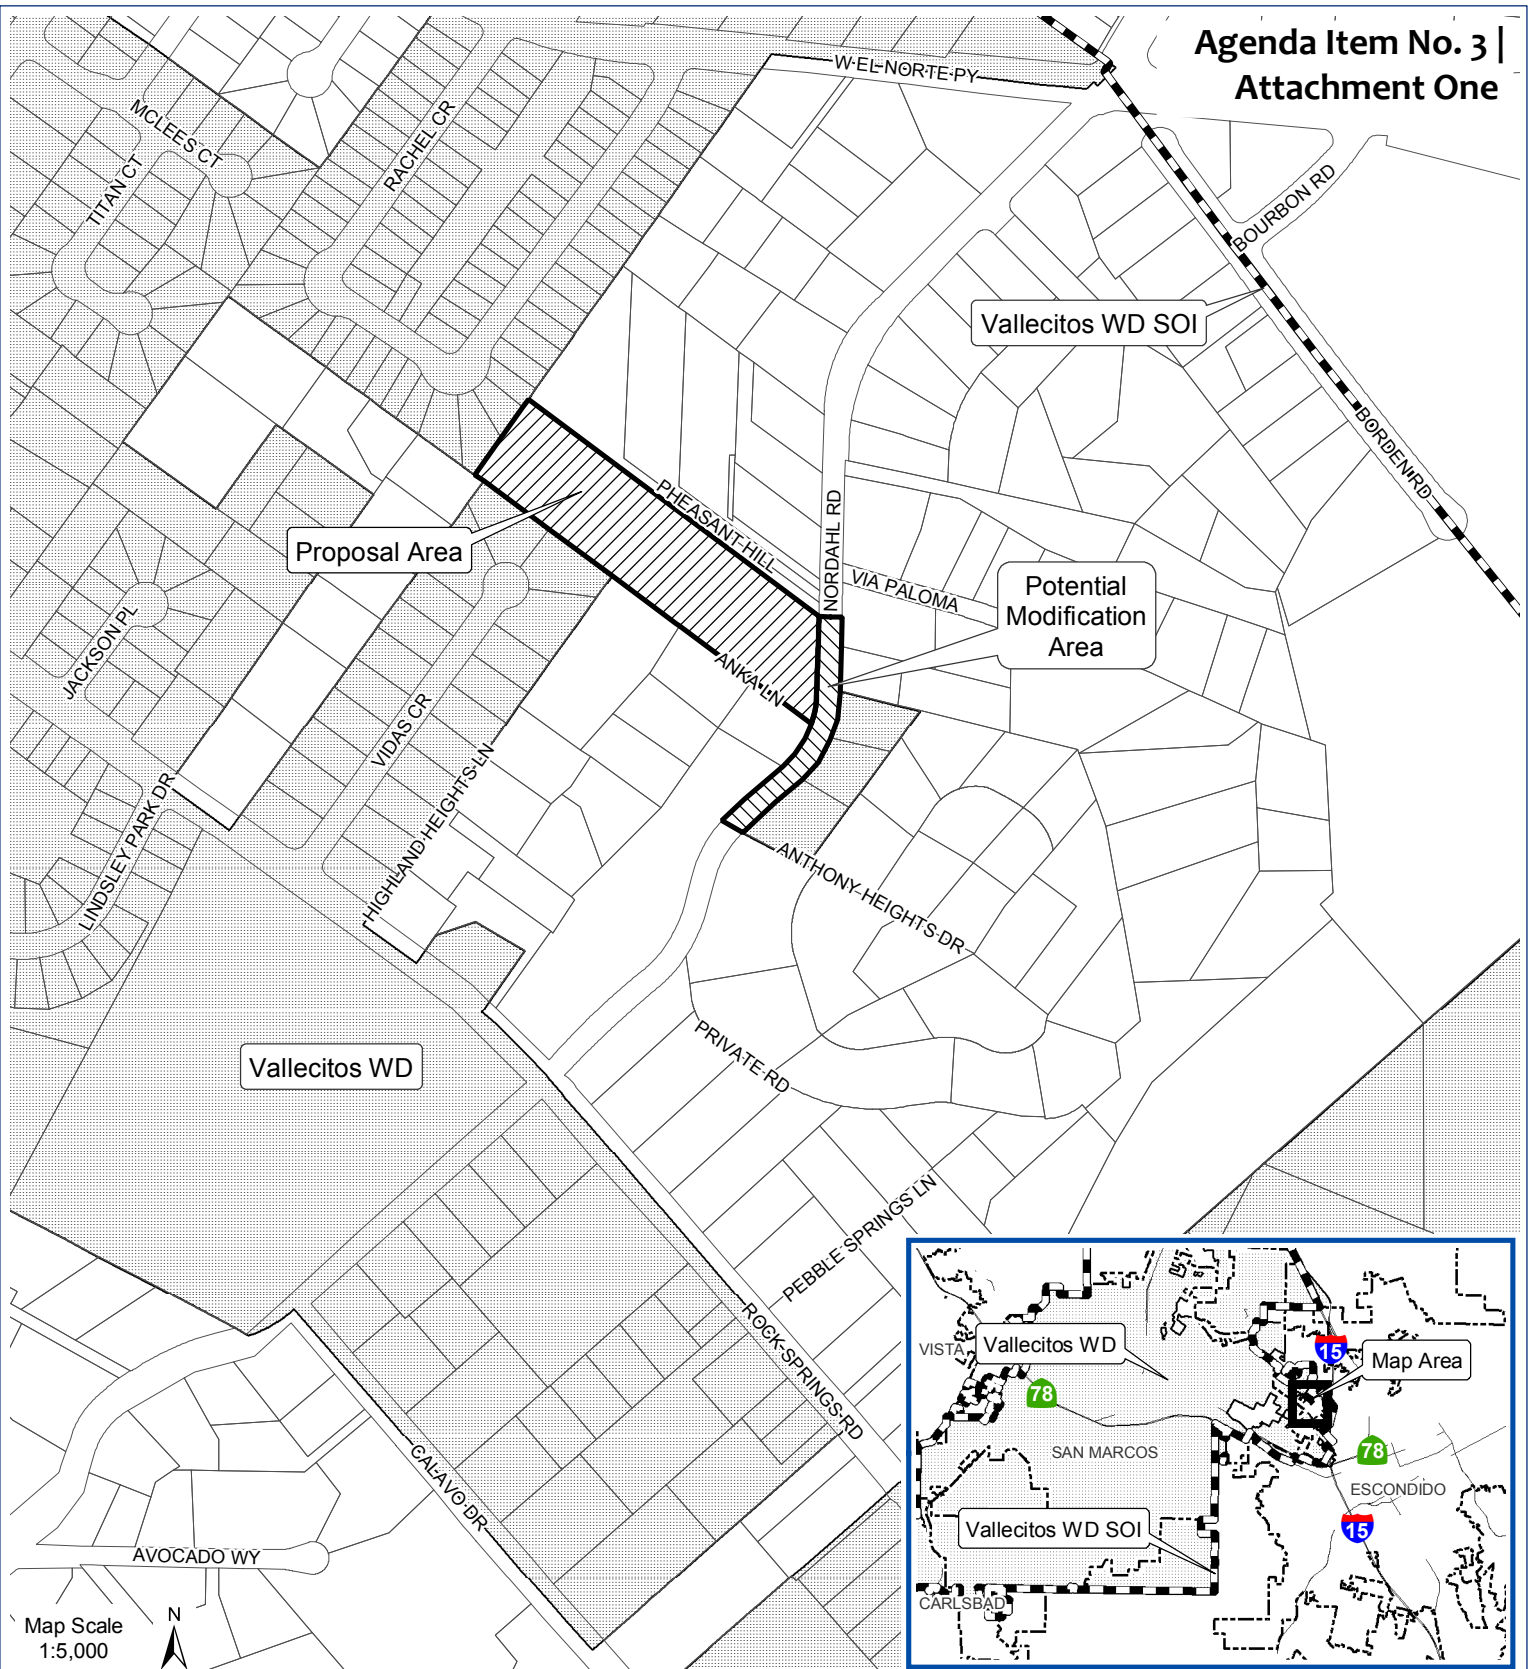 Agenda Item No. 3 |
Attachment One
W EL NORTE PY
MCLEES CT
TITAN CT
RACHEL CR
BOURBON RD
Vallecitos WD SOI
BORDEN RD
Proposal Area
PHEASANT HILL
NORDAHL RD
VIA PALOMA
Potential
Modification
Area
JACKSON PL
ANKA LN
VIDAS CR
HIGHLAND HEIGHTS LN
LINDSLEY PARK DR
ANTHONY HEIGHTS DR
PRIVATE RD
Vallecitos WD
PEBBLE SPRINGS LN
ROCK SPRINGS RD
CALAVO DR
AVOCADO WY
Map Scale
1:5,000
N
VISTA
Vallecitos WD
15
Map Area
78
SAN MARCOS
78
ESCONDIDO
Vallecitos WD SOI
15
CARLSBAD